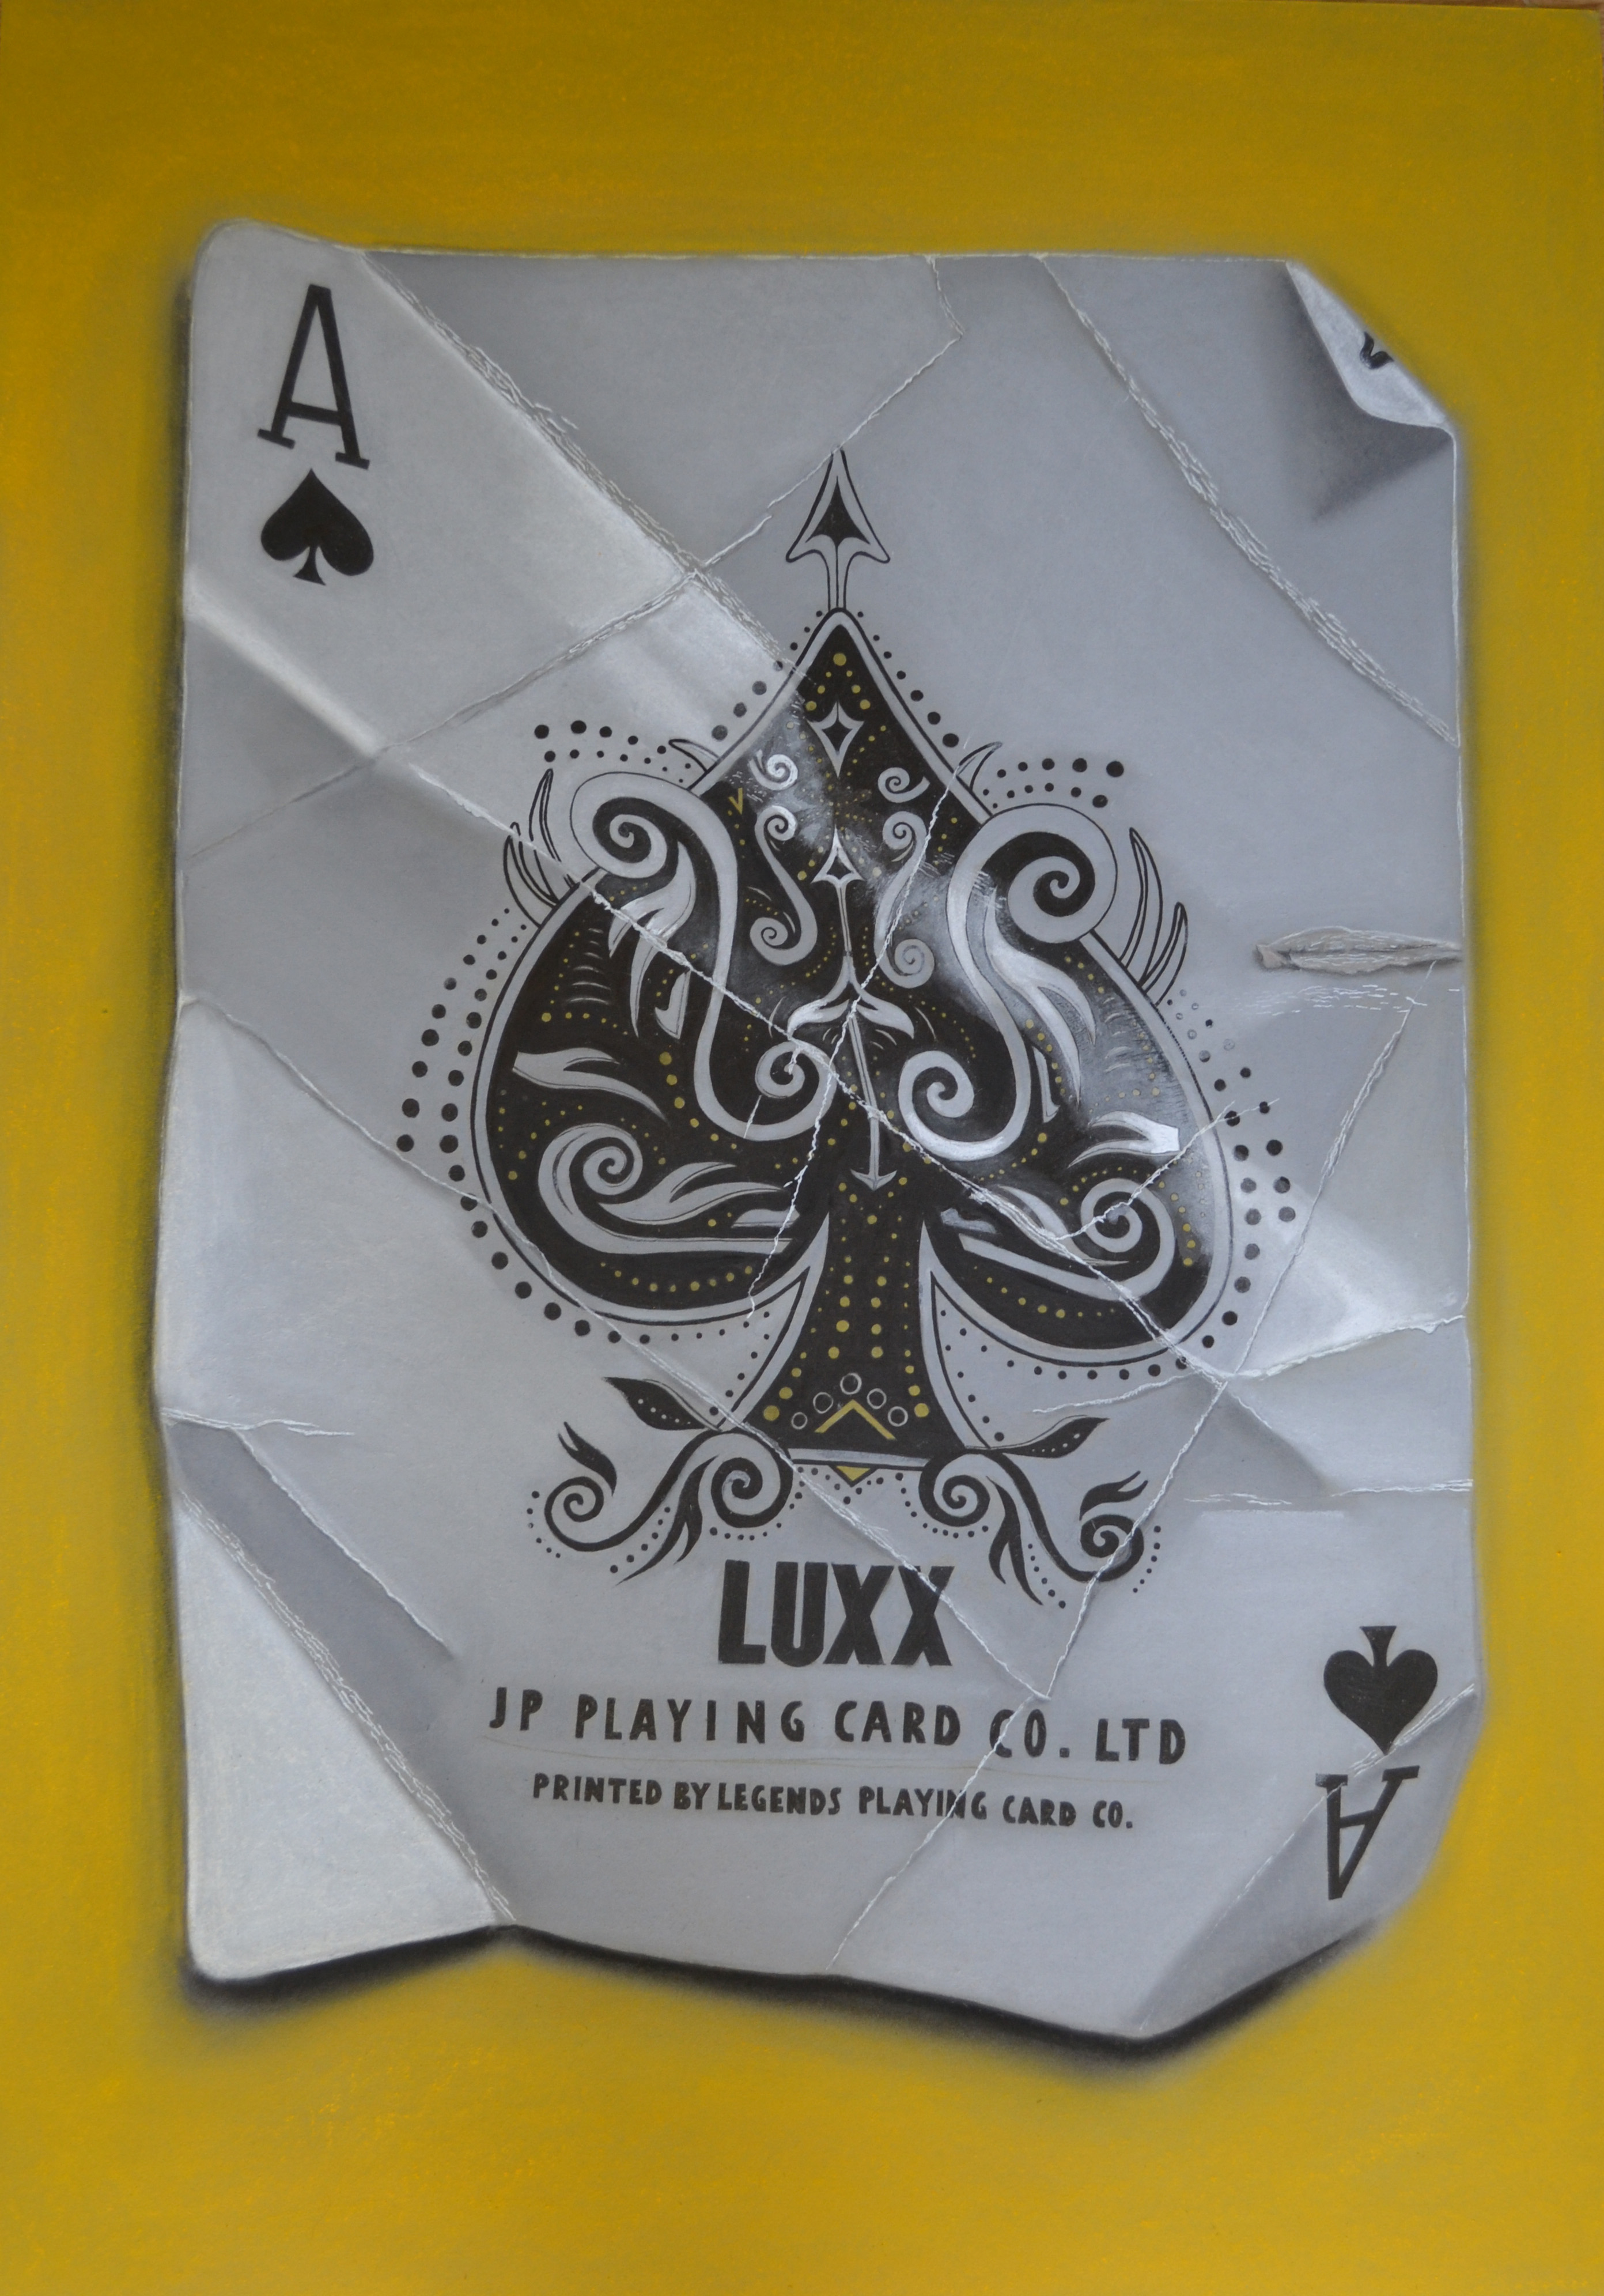 A
LUXX
JP PLAYING CARD CO. LTD
PRINTED BY LEGENDS PLAYING CARD CO.
A